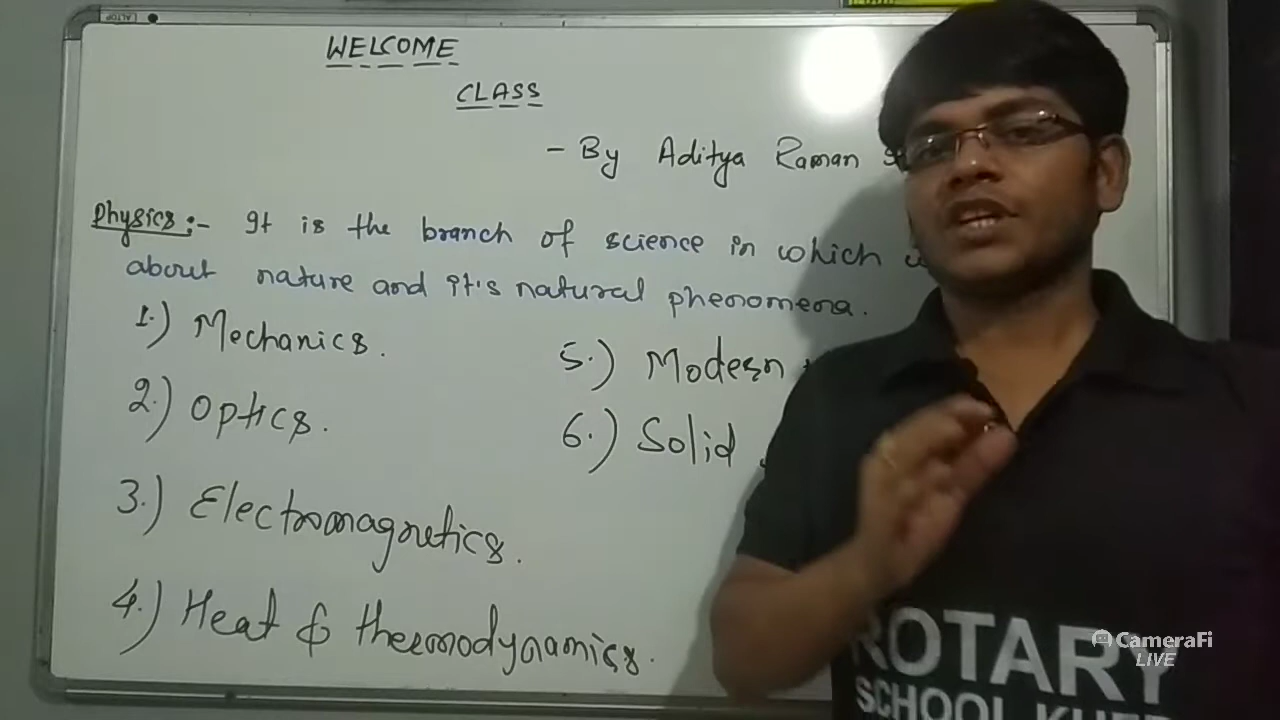 WELCOME
CLASS
- By Aditya Raman
Physics:- It is the branch of science in which
about nature and it's natural phenomena.
1.) Mechanics.
2.) Optics.
3.) Electromagnetics.
4.) Heat & thermodynamics.
5.) Modern
6.) Solid
ROTARY
SCHOOL
CameraFi
LIVE